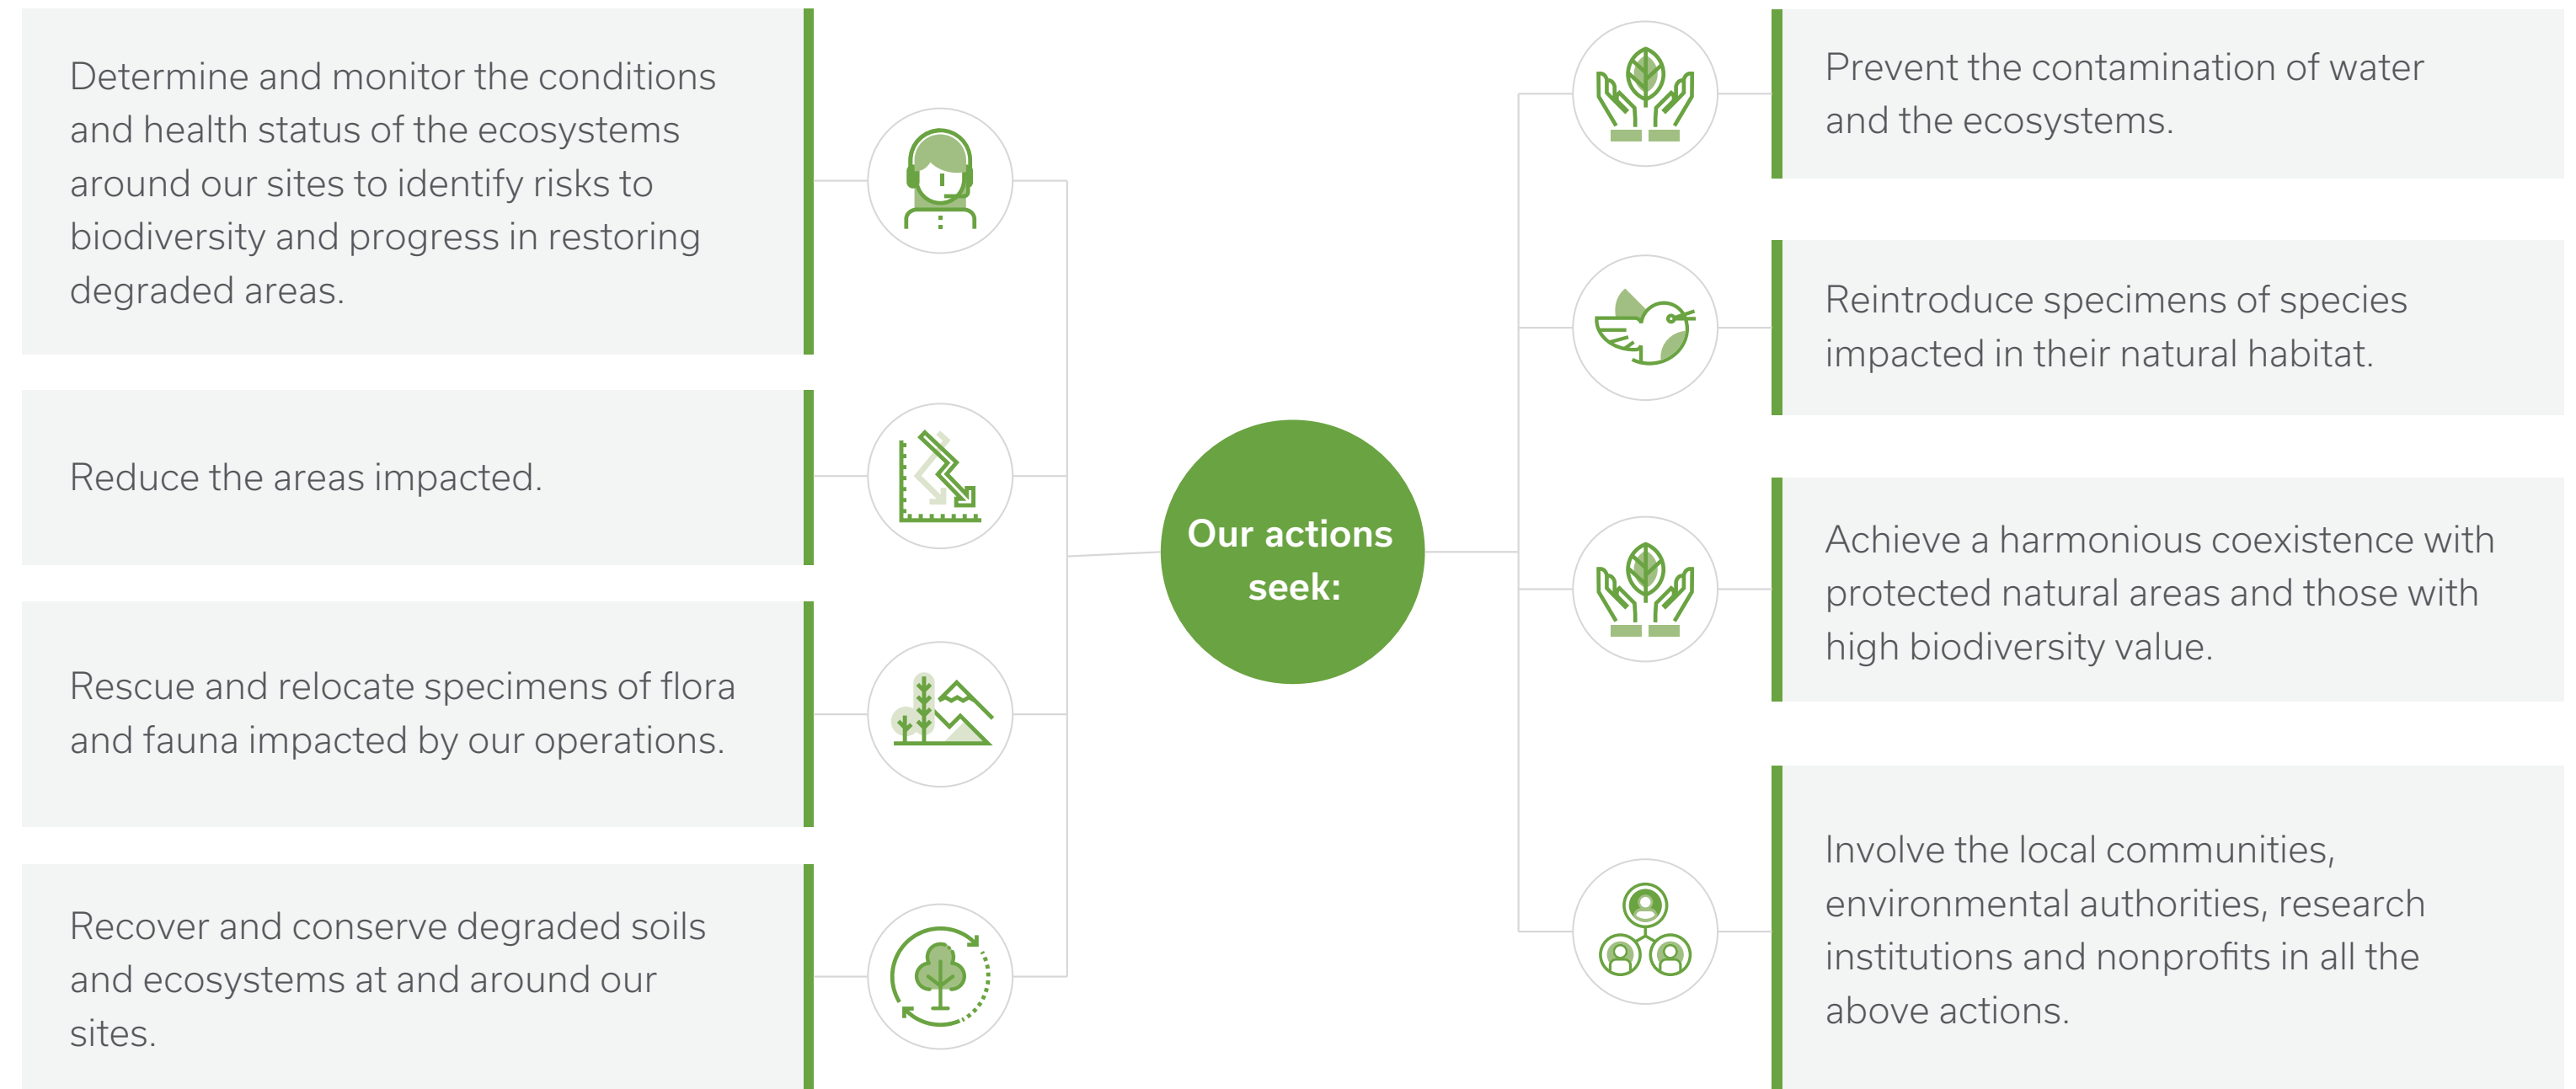 Determine and monitor the conditions
and health status of the ecosystems
around our sites to identify risks to
biodiversity and progress in restoring
degraded areas.
Reduce the areas impacted.
Rescue and relocate specimens of flora
and fauna impacted by our operations.
Recover and conserve degraded soils
and ecosystems at and around our
sites.
Our actions
seek:
Prevent the contamination of water
and the ecosystems.
Reintroduce specimens of species
impacted in their natural habitat.
Achieve a harmonious coexistence with
protected natural areas and those with
high biodiversity value.
Involve the local communities,
environmental authorities, research
institutions and nonprofits in all the
above actions.